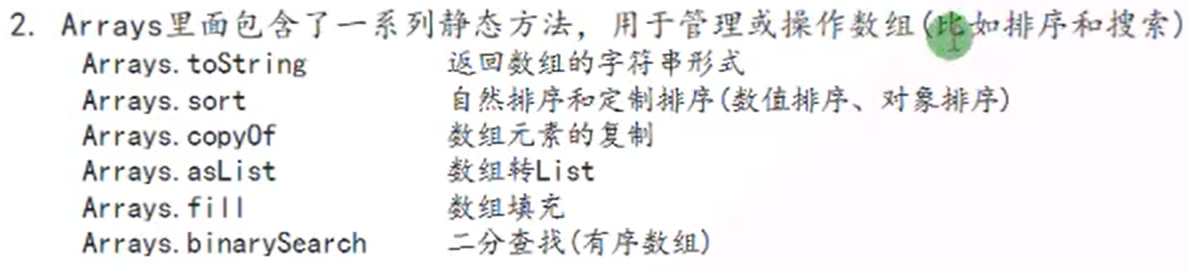 2. Arrays里面包含了一系列静态方法，用于管理或操作数组(比如排序和搜索)
Arrays.toString 返回数组的字符串形式
Arrays.sort 自然排序和定制排序(数值排序、对象排序)
Arrays.copyOf 数组元素的复制
Arrays.asList 数组转List
Arrays.fill 数组填充
Arrays.binarySearch 二分查找(有序数组)